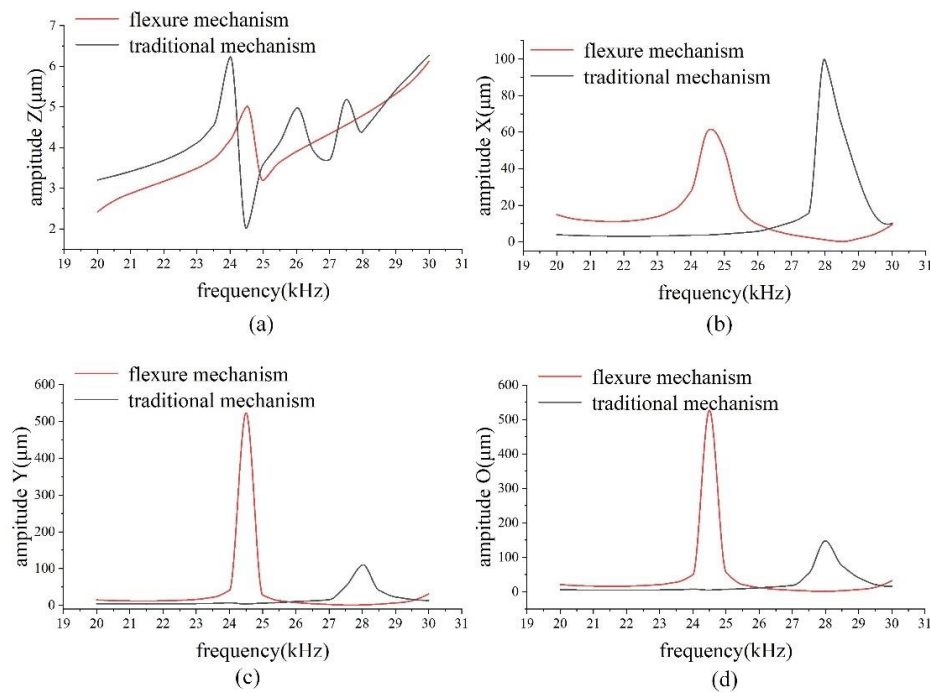 flexure mechanism
traditional mechanism
ampitude Z(μm)
7
6
5
4
3
2
19 20 21 22 23 24 25 26 27 28 29 30 31
frequency(kHz)
(a)
flexure mechanism
traditional mechanism
ampitude X(μm)
100
80
60
40
20
0
19 20 21 22 23 24 25 26 27 28 29 30 31
frequency(kHz)
(b)
flexure mechanism
traditional mechanism
ampitude Y(μm)
600
500
400
300
200
100
0
19 20 21 22 23 24 25 26 27 28 29 30 31
frequency(kHz)
(c)
flexure mechanism
traditional mechanism
ampitude O(μm)
600
500
400
300
200
100
0
19 20 21 22 23 24 25 26 27 28 29 30 31
frequency(kHz)
(d)